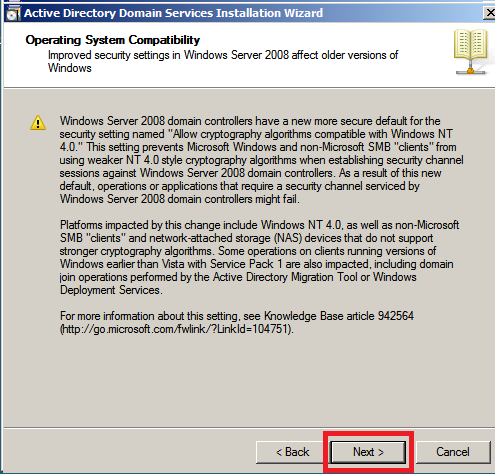 Active Directory Domain Services Installation Wizard
Operating System Compatibility
Improved security settings in Windows Server 2008 affect older versions of
Windows
Windows Server 2008 domain controllers have a new more secure default for the
security setting named "Allow cryptography algorithms compatible with Windows NT
4.0." This setting prevents Microsoft Windows and non-Microsoft SMB "clients" from
using weaker NT 4.0 style cryptography algorithms when establishing security channel
sessions against Windows Server 2008 domain controllers. As a result of this new
default, operations or applications that require a security channel serviced by
Windows Server 2008 domain controllers might fail.
Platforms impacted by this change include Windows NT 4.0, as well as non-Microsoft
SMB "clients" and network-attached storage (NAS) devices that do not support
stronger cryptography algorithms. Some operations on clients running versions of
Windows earlier than Vista with Service Pack 1 are also impacted, including domain
join operations performed by the Active Directory Migration Tool or Windows
Deployment Services.
For more information about this setting, see Knowledge Base article 942564
(http://go.microsoft.com/fwlink/?LinkId=104751).
< Back Next > Cancel